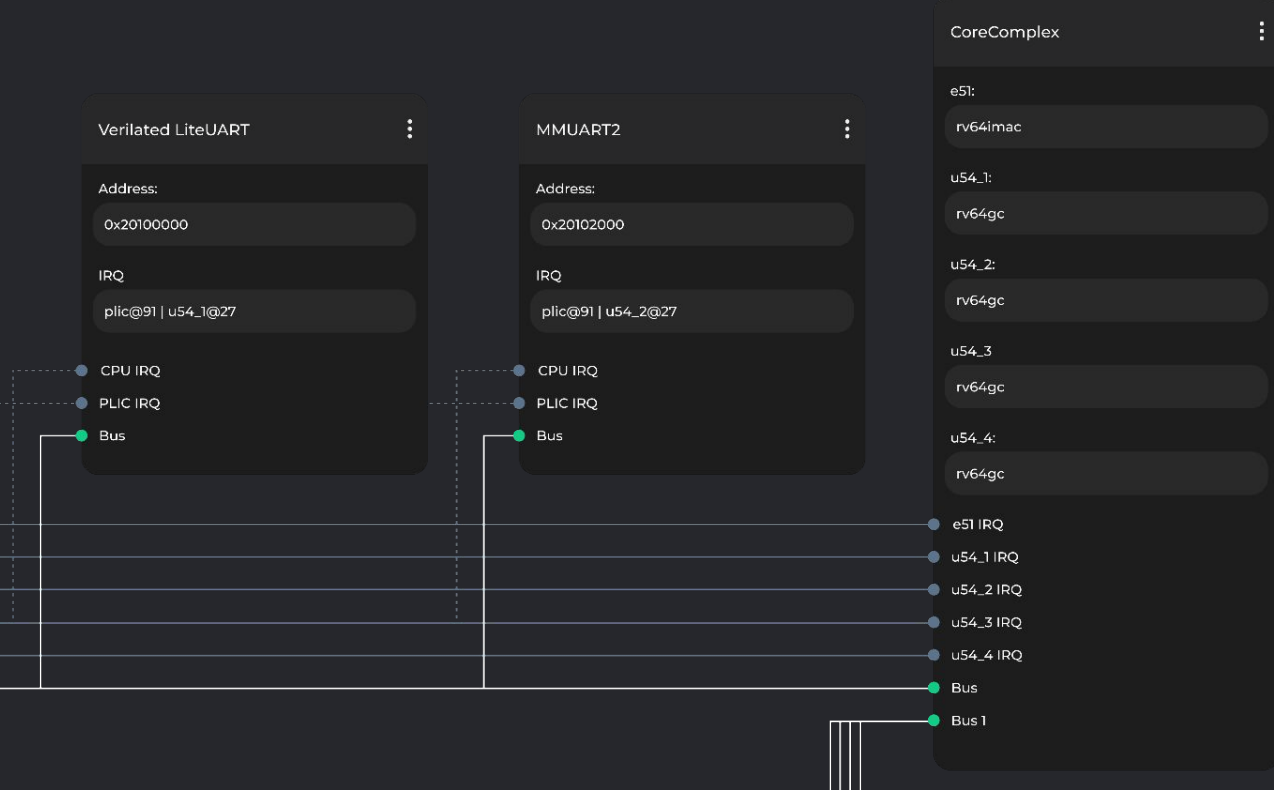 Verilated LiteUART
Address:
0x20100000
IRQ
plic@91 | u54_1@27
CPU IRQ
PLIC IRQ
Bus
MMUART2
Address:
0x20102000
IRQ
plic@91 | u54_2@27
CPU IRQ
PLIC IRQ
Bus
CoreComplex
e51:
rv64imac
u54_1:
rv64gc
u54_2:
rv64gc
u54_3
rv64gc
u54_4:
rv64gc
e51 IRQ
u54_1 IRQ
u54_2 IRQ
u54_3 IRQ
u54_4 IRQ
Bus
Bus 1